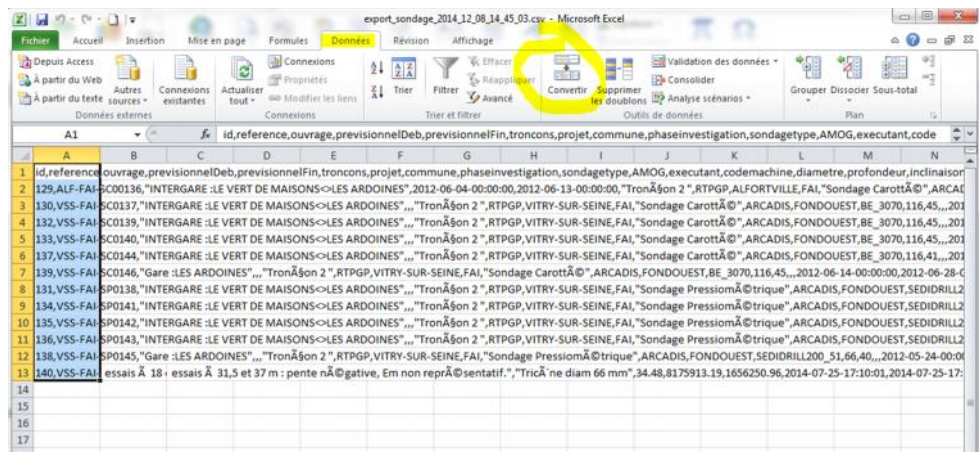 export_sondage_2014_12_08_14_45_03.csv - Microsoft Excel
Fichier Accueil Insertion Mise en page Formules Données Révision Affichage
Depuis Access
À partir du Web
À partir du texte
Autres sources
Connexions existantes
Données externes
Actualiser tout
Connexions
Propriétés
Modifier les liens
Connexions
Trier
Filtrer
Effacer
Réappliquer
Avancé
Trier et filtrer
Convertir
Supprimer les doublons
Validation des données
Consolider
Analyse scénarios
Outils de données
Grouper Dissocier Sous-total
Plan
A1 fx id,reference,ouvrage,previsionnelDeb,previsionnelFin,troncons,projet,commune,phaseinvestigation,sondagetype,AMOG,executant,code
A B C D E F G H I J K L M N
1 id,reference,ouvrage,previsionnelDeb,previsionnelFin,troncons,projet,commune,phaseinvestigation,sondagetype,AMOG,executant,codemachine,diametre,profondeur,inclinaison
2 129,ALF-FAI-SC00136,"INTERGARE :LE VERT DE MAISONS<>LES ARDOINES",2012-06-04-00:00:00,2012-06-13-00:00:00,"TronÃ§on 2 ",RTPGP,ALFORTVILLE,FAI,"Sondage CarottÃ©",ARCAD
3 130,VSS-FAI-SC0137,"INTERGARE :LE VERT DE MAISONS<>LES ARDOINES",,,"TronÃ§on 2 ",RTPGP,VITRY-SUR-SEINE,FAI,"Sondage CarottÃ©",ARCADIS,FONDOUEST,BE_3070,116,45,,,201
4 132,VSS-FAI-SC0139,"INTERGARE :LE VERT DE MAISONS<>LES ARDOINES",,,"TronÃ§on 2 ",RTPGP,VITRY-SUR-SEINE,FAI,"Sondage CarottÃ©",ARCADIS,FONDOUEST,BE_3070,116,45,,,201
5 133,VSS-FAI-SC0140,"INTERGARE :LE VERT DE MAISONS<>LES ARDOINES",,,"TronÃ§on 2 ",RTPGP,VITRY-SUR-SEINE,FAI,"Sondage CarottÃ©",ARCADIS,FONDOUEST,BE_3070,116,45,,,201
6 137,VSS-FAI-SC0144,"INTERGARE :LE VERT DE MAISONS<>LES ARDOINES",,,"TronÃ§on 2 ",RTPGP,VITRY-SUR-SEINE,FAI,"Sondage CarottÃ©",ARCADIS,FONDOUEST,BE_3070,116,41,,,201
7 139,VSS-FAI-SC0146,"Gare :LES ARDOINES",,,"TronÃ§on 2 ",RTPGP,VITRY-SUR-SEINE,FAI,"Sondage CarottÃ©",ARCADIS,FONDOUEST,BE_3070,116,45,,,2012-06-14-00:00:00,2012-06-28-0
8 131,VSS-FAI-SP0138,"INTERGARE :LE VERT DE MAISONS<>LES ARDOINES",,,"TronÃ§on 2 ",RTPGP,VITRY-SUR-SEINE,FAI,"Sondage PressiomÃ©trique",ARCADIS,FONDOUEST,SEDIDRILL2
9 134,VSS-FAI-SP0141,"INTERGARE :LE VERT DE MAISONS<>LES ARDOINES",,,"TronÃ§on 2 ",RTPGP,VITRY-SUR-SEINE,FAI,"Sondage PressiomÃ©trique",ARCADIS,FONDOUEST,SEDIDRILL2
10 135,VSS-FAI-SP0142,"INTERGARE :LE VERT DE MAISONS<>LES ARDOINES",,,"TronÃ§on 2 ",RTPGP,VITRY-SUR-SEINE,FAI,"Sondage PressiomÃ©trique",ARCADIS,FONDOUEST,SEDIDRILL2
11 136,VSS-FAI-SP0143,"INTERGARE :LE VERT DE MAISONS<>LES ARDOINES",,,"TronÃ§on 2 ",RTPGP,VITRY-SUR-SEINE,FAI,"Sondage PressiomÃ©trique",ARCADIS,FONDOUEST,SEDIDRILL2
12 138,VSS-FAI-SP0145,"Gare :LES ARDOINES",,,"TronÃ§on 2 ",RTPGP,VITRY-SUR-SEINE,FAI,"Sondage PressiomÃ©trique",ARCADIS,FONDOUEST,SEDIDRILL200_51,66,40,,,2012-05-24-00:00
13 140,VSS-FAI- essais Ã 18 essais Ã 31,5 et 37 m : pente nÃ©gative, Em non reprÃ©sentatif.","TricÃ´ne diam 66 mm",34.48,8175913.19,1656250.96,2014-07-25-17:10:01,2014-07-25-17:
14
15
16
17